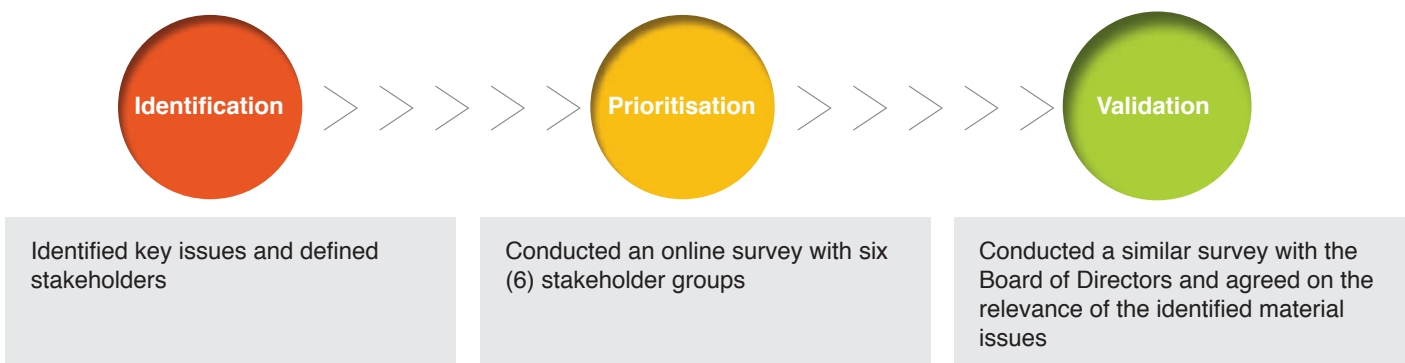 Identification
Identified key issues and defined
stakeholders
Prioritisation
Conducted an online survey with six
(6) stakeholder groups
Validation
Conducted a similar survey with the
Board of Directors and agreed on the
relevance of the identified material
issues